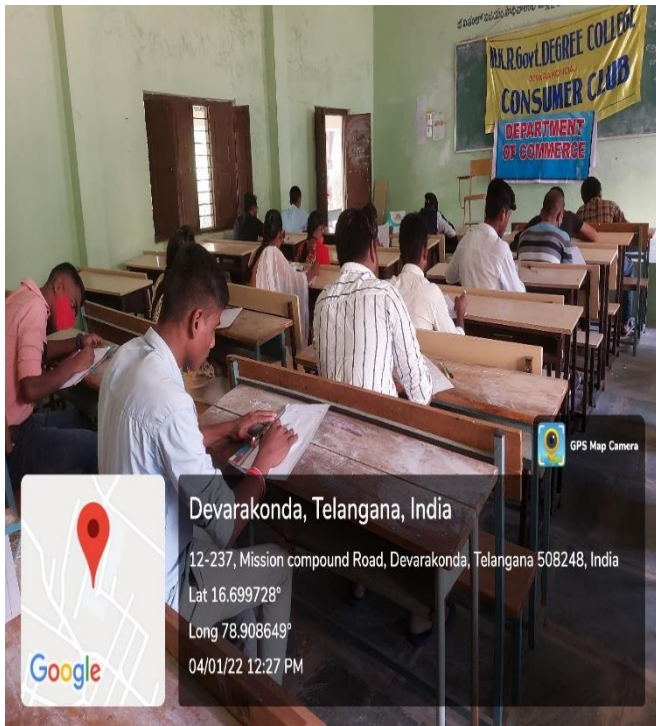 M.K.R.Govt.DEGREE COLLEGE
DEVARAKONDA
CONSUMER CLUB
DEPARTMENT
OF COMMERCE
GPS Map Camera
Devarakonda, Telangana, India
12-237, Mission compound Road, Devarakonda, Telangana 508248, India
Lat 16.699728°
Long 78.908649°
04/01/22 12:27 PM
Google